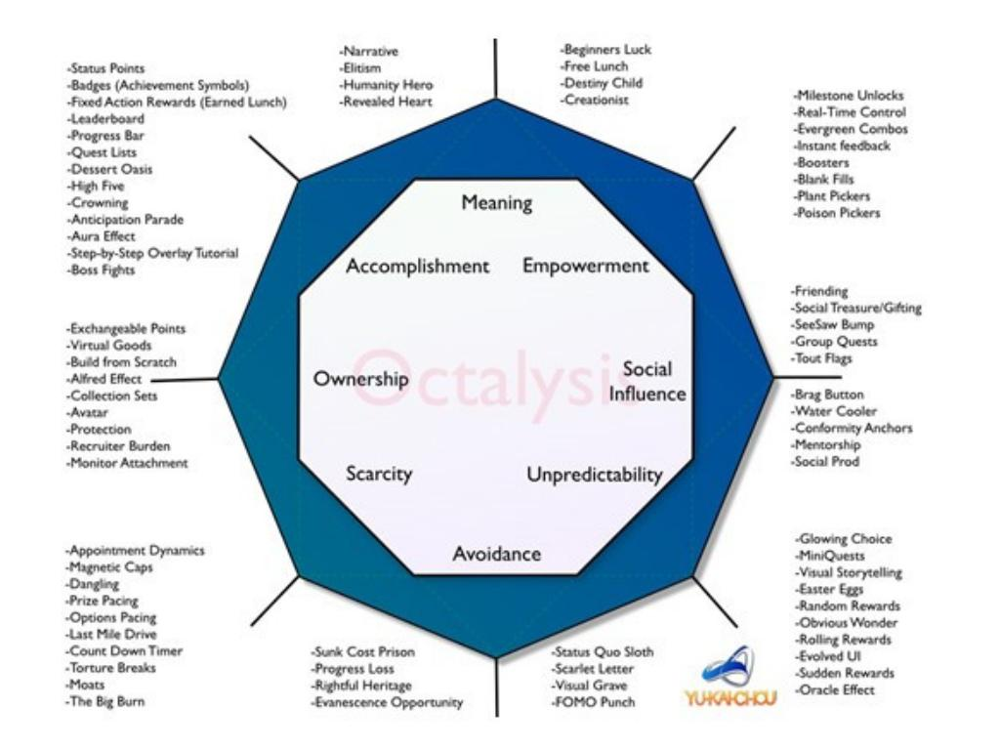 -Narrative
-Elitism
-Humanity Hero
-Revealed Heart
-Beginners Luck
-Free Lunch
-Destiny Child
-Creationist
-Status Points
-Badges (Achievement Symbols)
-Fixed Action Rewards (Earned Lunch)
-Leaderboard
-Progress Bar
-Quest Lists
-Dessert Oasis
-High Five
-Crowning
-Anticipation Parade
-Aura Effect
-Step-by-Step Overlay Tutorial
-Boss Fights
-Milestone Unlocks
-Real-Time Control
-Evergreen Combos
-Instant feedback
-Boosters
-Blank Fills
-Plant Pickers
-Poison Pickers
Meaning
Accomplishment
Empowerment
-Exchangeable Points
-Virtual Goods
-Build from Scratch
-Alfred Effect
-Collection Sets
-Avatar
-Protection
-Recruiter Burden
-Monitor Attachment
Ownership
Octalysis
Social
Influence
-Friending
-Social Treasure/Gifting
-SeeSaw Bump
-Group Quests
-Tout Flags
-Brag Button
-Water Cooler
-Conformity Anchors
-Mentorship
-Social Prod
Scarcity
Unpredictability
Avoidance
-Appointment Dynamics
-Magnetic Caps
-Dangling
-Prize Pacing
-Options Pacing
-Last Mile Drive
-Count Down Timer
-Torture Breaks
-Moats
-The Big Burn
-Sunk Cost Prison
-Progress Loss
-Rightful Heritage
-Evanescence Opportunity
-Status Quo Sloth
-Scarlet Letter
-Visual Grave
-FOMO Punch
YU-KAI-CHOU
-Glowing Choice
-MiniQuests
-Visual Storytelling
-Easter Eggs
-Random Rewards
-Obvious Wonder
-Rolling Rewards
-Evolved UI
-Sudden Rewards
-Oracle Effect